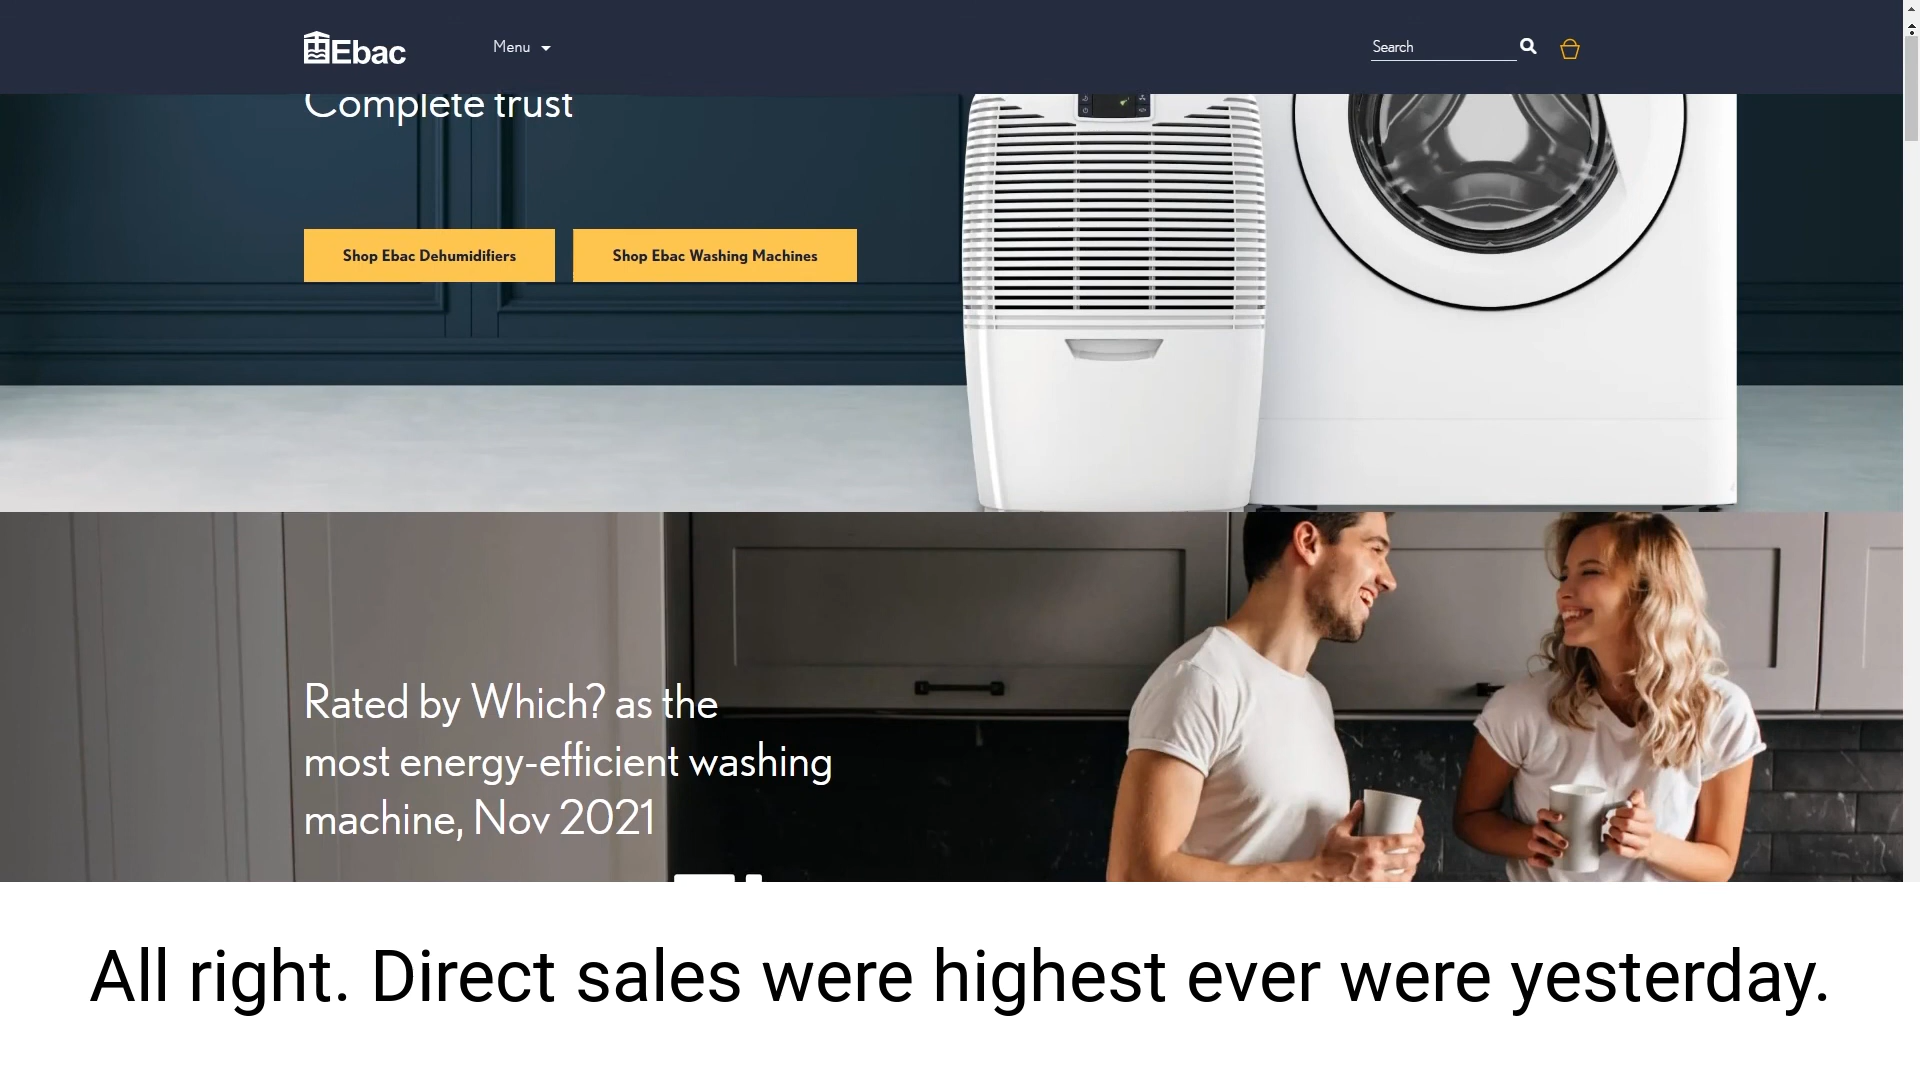 Ebac
Menu
Search
Complete trust
Shop Ebac Dehumidifiers
Shop Ebac Washing Machines
Rated by Which? as the
most energy-efficient washing
machine, Nov 2021
All right. Direct sales were highest ever were yesterday.